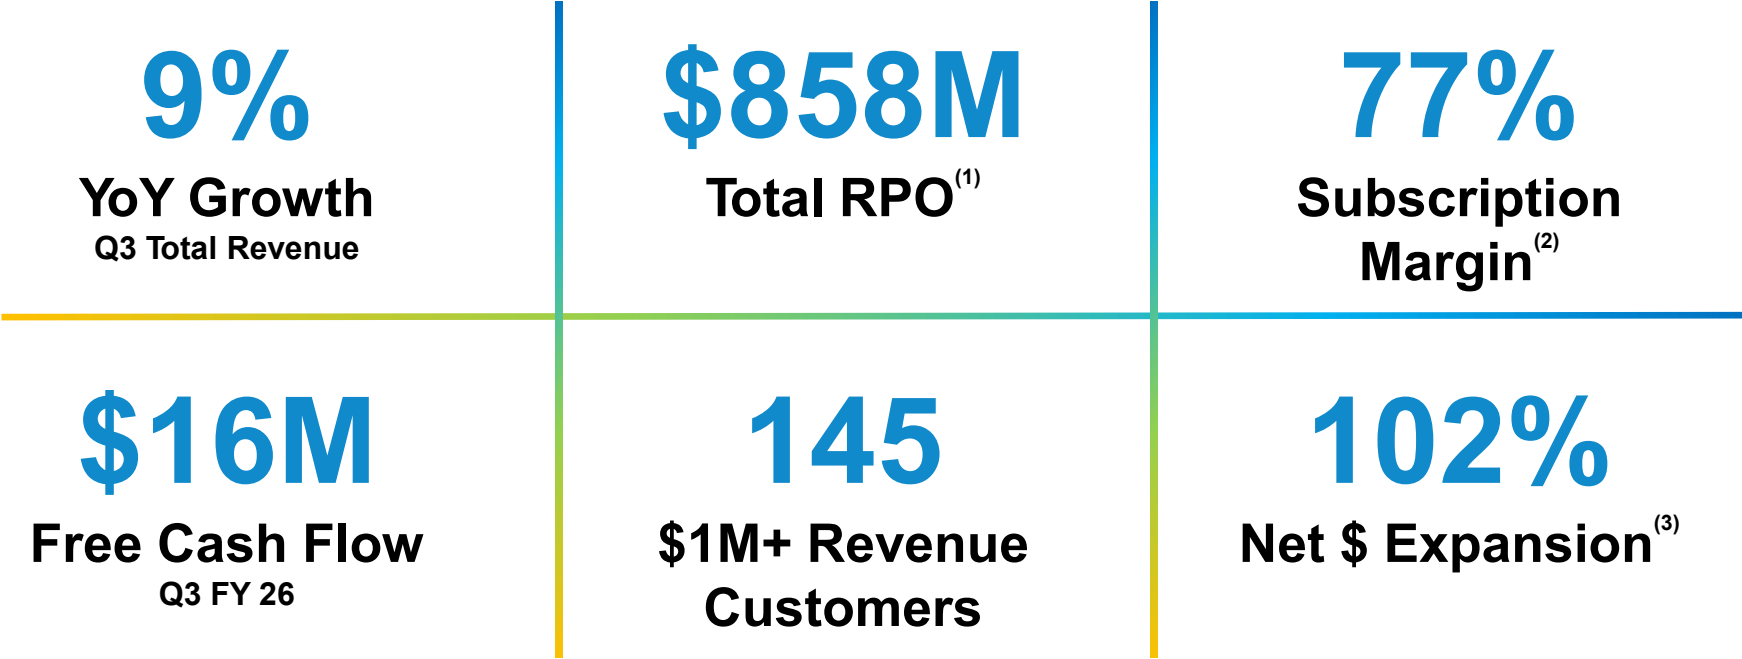 9%
YoY Growth
Q3 Total Revenue
$858M
Total RPO(1)
77%
Subscription
Margin(2)
$16M
Free Cash Flow
Q3 FY 26
145
$1M+ Revenue
Customers
102%
Net $ Expansion(3)